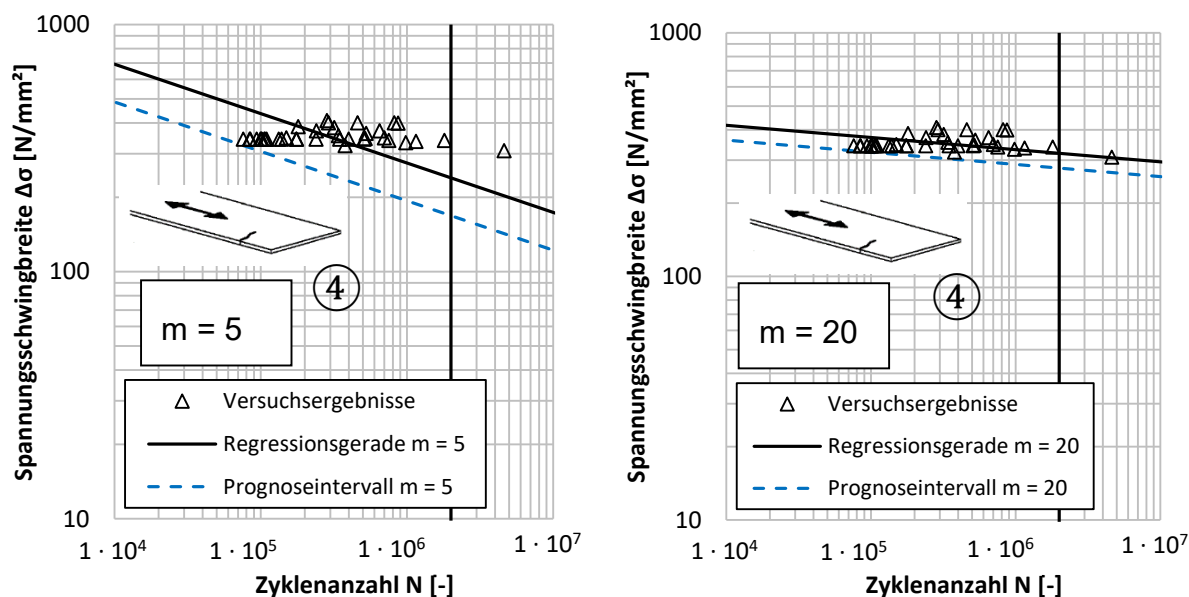 Spannungsschwingbreite Δσ [N/mm²]
1000
100
10
④
m = 5
Versuchsergebnisse
Regressionsgerade m = 5
Prognoseintervall m = 5
1 · 10⁴
1 · 10⁵
1 · 10⁶
1 · 10⁷
Zyklenanzahl N [-]
Spannungsschwingbreite Δσ [N/mm²]
1000
100
10
④
m = 20
Versuchsergebnisse
Regressionsgerade m = 20
Prognoseintervall m = 20
1 · 10⁴
1 · 10⁵
1 · 10⁶
1 · 10⁷
Zyklenanzahl N [-]